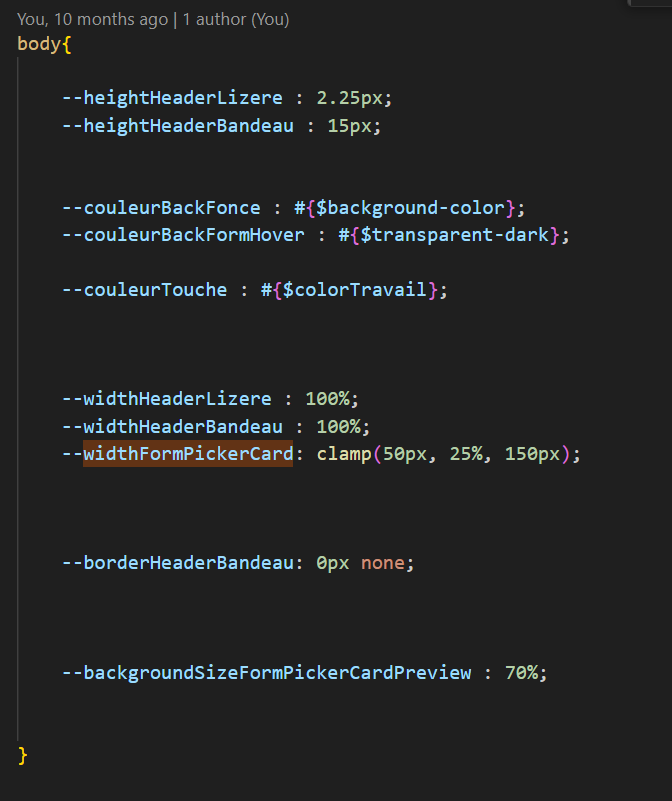 You, 10 months ago | 1 author (You)
body{
--heightHeaderLizere : 2.25px;
--heightHeaderBandeau : 15px;
--couleurBackFonce : #{$background-color};
--couleurBackFormHover : #{$transparent-dark};
--couleurTouche : #{$colorTravail};
--widthHeaderLizere : 100%;
--widthHeaderBandeau : 100%;
--widthFormPickerCard: clamp(50px, 25%, 150px);
--borderHeaderBandeau: 0px none;
--backgroundSizeFormPickerCardPreview : 70%;
}